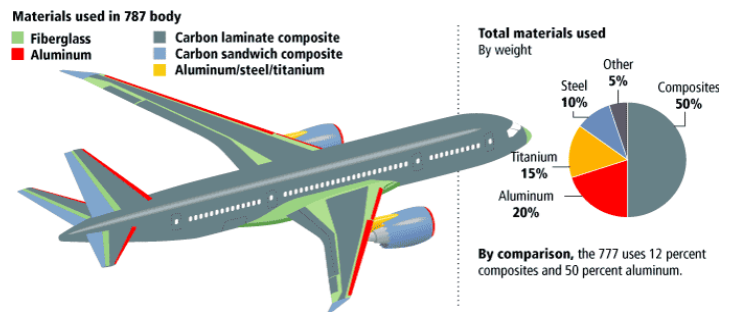 Materials used in 787 body
Fiberglass
Aluminum
Carbon laminate composite
Carbon sandwich composite
Aluminum/steel/titanium
Total materials used
By weight
Other
5%
Steel
10%
Composites
50%
Titanium
15%
Aluminum
20%
By comparison, the 777 uses 12 percent
composites and 50 percent aluminum.